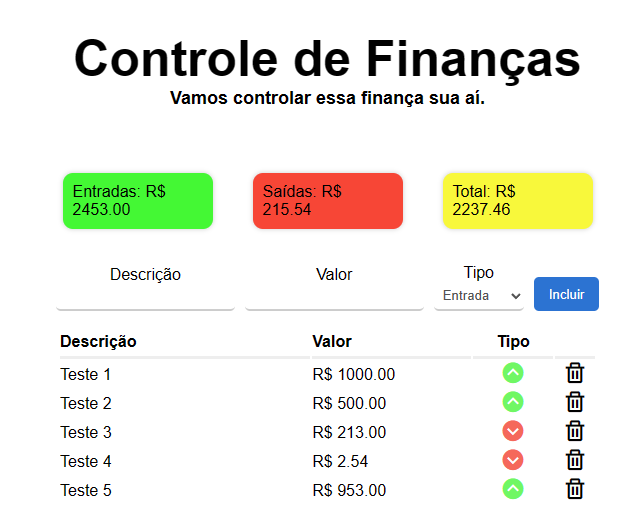 Controle de Finanças
Vamos controlar essa finança sua aí.
Entradas: R$
2453.00
Saídas: R$
215.54
Total: R$
2237.46
Descrição
Valor
Tipo
Entrada
Incluir
Descrição Valor Tipo
Teste 1 R$ 1000.00
Teste 2 R$ 500.00
Teste 3 R$ 213.00
Teste 4 R$ 2.54
Teste 5 R$ 953.00